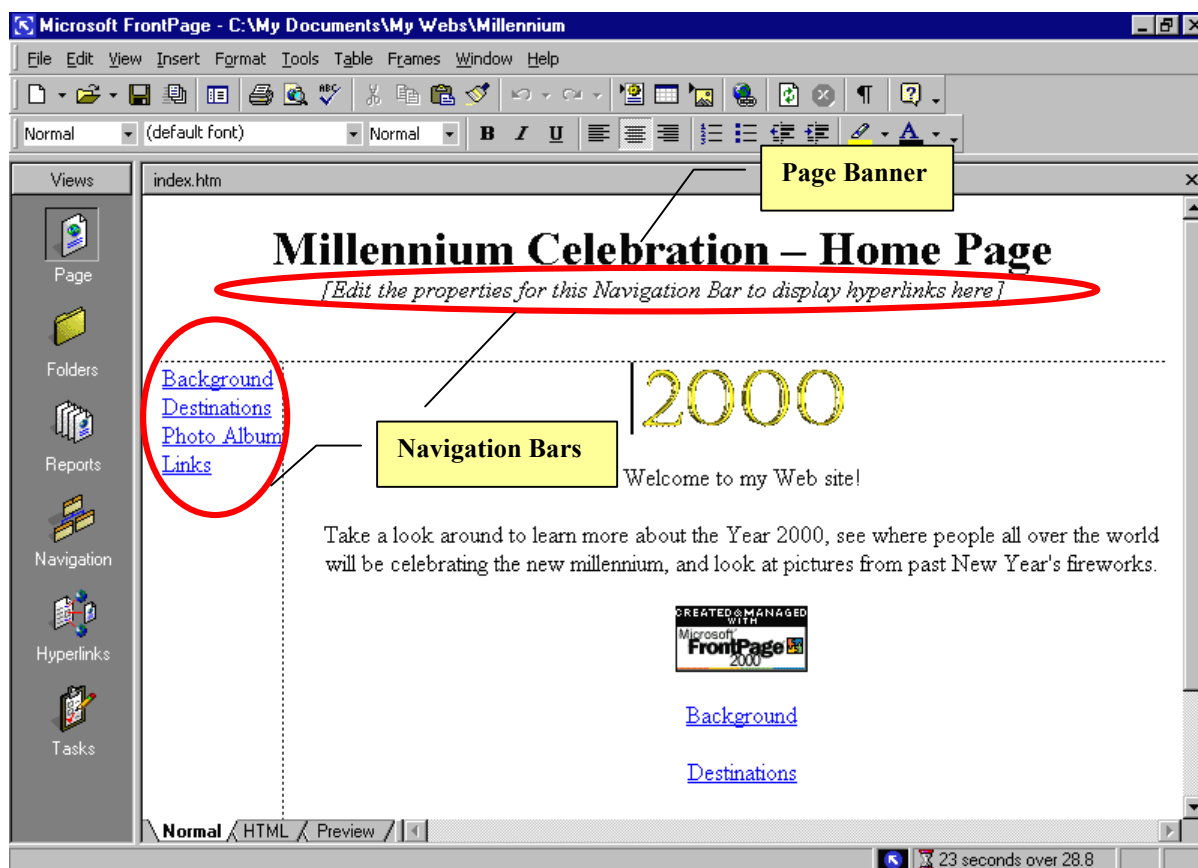 Microsoft FrontPage - C:\My Documents\My Webs\Millennium
File Edit View Insert Format Tools Table Frames Window Help
ABC
Normal (default font) Normal B I U A
Views
index.htm
Page Banner
Page
Folders
Reports
Navigation
Hyperlinks
Tasks
Millennium Celebration – Home Page
[Edit the properties for this Navigation Bar to display hyperlinks here]
Background
Destinations
Photo Album
Links
Navigation Bars
2000
Welcome to my Web site!
Take a look around to learn more about the Year 2000, see where people all over the world
will be celebrating the new millennium, and look at pictures from past New Year's fireworks.
CREATED & MANAGED
WITH
Microsoft
FrontPage
2000
Background
Destinations
Normal HTML Preview
23 seconds over 28.8